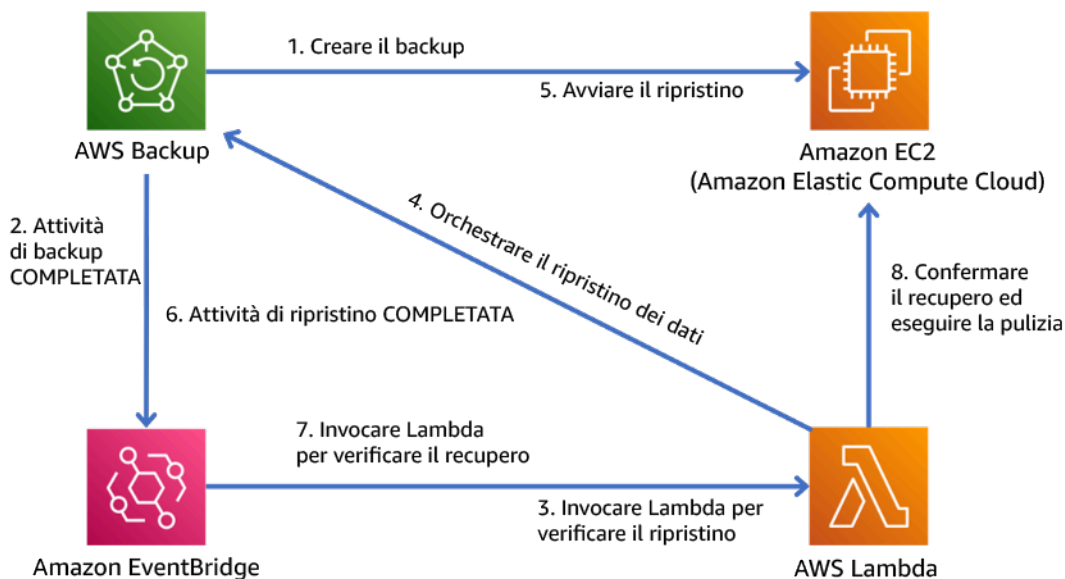 1. Creare il backup
5. Avviare il ripristino
AWS Backup
Amazon EC2
(Amazon Elastic Compute Cloud)
2. Attività
di backup
COMPLETATA
4. Orchestrare il ripristino dei dati
6. Attività di ripristino COMPLETATA
8. Confermare
il recupero ed
eseguire la pulizia
7. Invocare Lambda
per verificare il recupero
3. Invocare Lambda per
verificare il ripristino
Amazon EventBridge
AWS Lambda